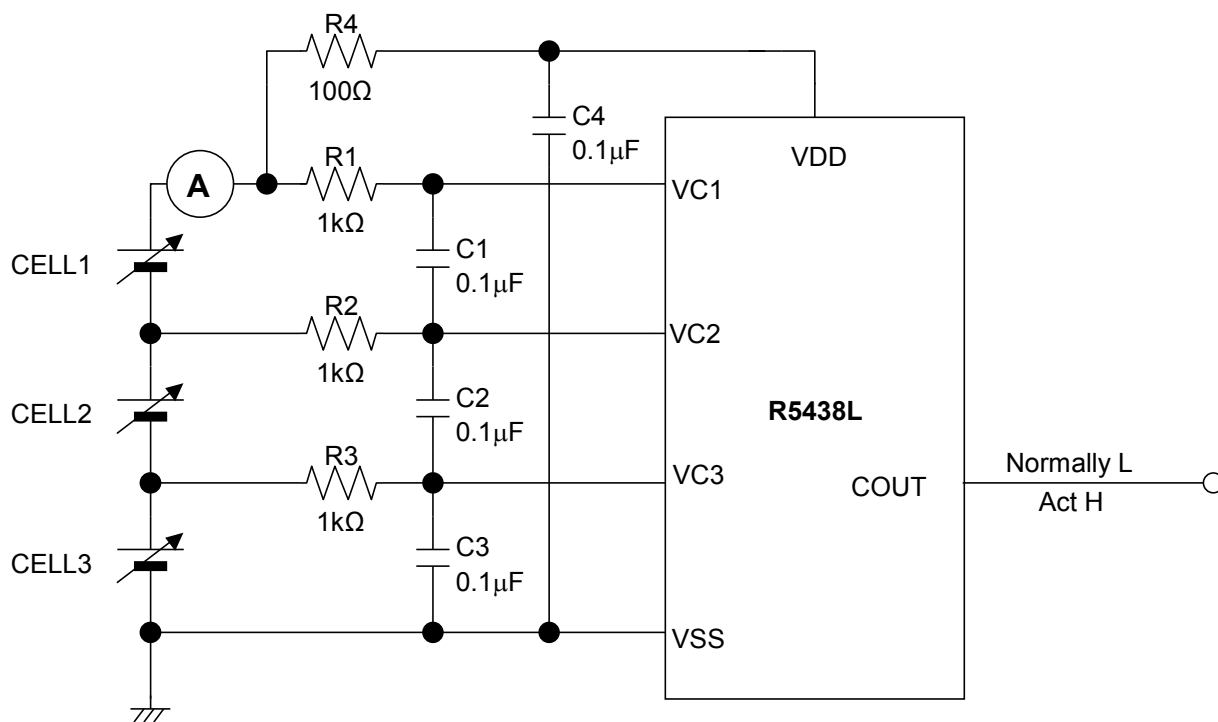 R4
100Ω
C4
0.1μF
VDD
A
R1
1kΩ
VC1
CELL1
C1
0.1μF
R2
1kΩ
VC2
CELL2
C2
0.1μF
R5438L
R3
1kΩ
VC3
COUT
Normally L
Act H
CELL3
C3
0.1μF
VSS